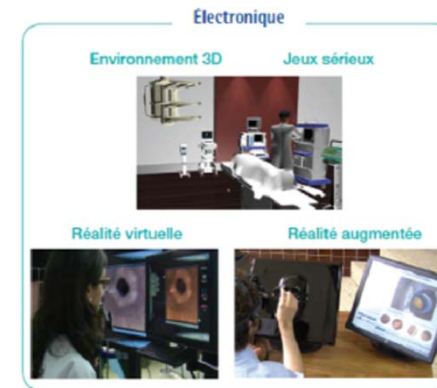 Électronique
Environnement 3D Jeux sérieux
Réalité virtuelle Réalité augmentée